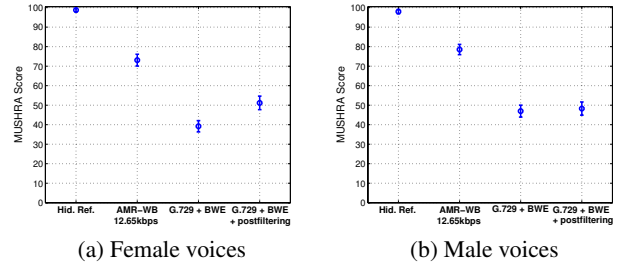 MUSHRA Score
100
90
80
70
60
50
40
30
20
10
0
Hid. Ref.
AMR−WB
12.65kbps
G.729 + BWE
G.729 + BWE
+ postfiltering
(a) Female voices
MUSHRA Score
100
90
80
70
60
50
40
30
20
10
0
Hid. Ref.
AMR−WB
12.65kbps
G.729 + BWE
G.729 + BWE
+ postfiltering
(b) Male voices